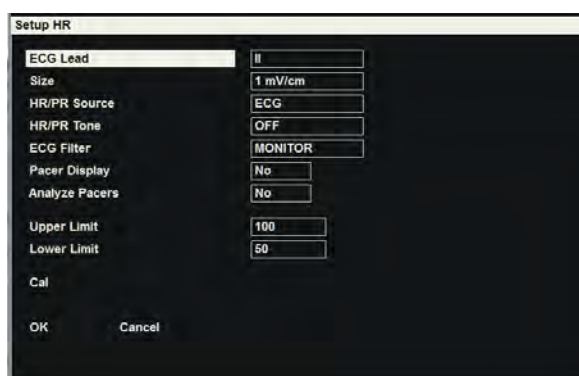 Setup HR
ECG Lead II
Size 1 mV/cm
HR/PR Source ECG
HR/PR Tone OFF
ECG Filter MONITOR
Pacer Display No
Analyze Pacers No
Upper Limit 100
Lower Limit 50
Cal
OK Cancel